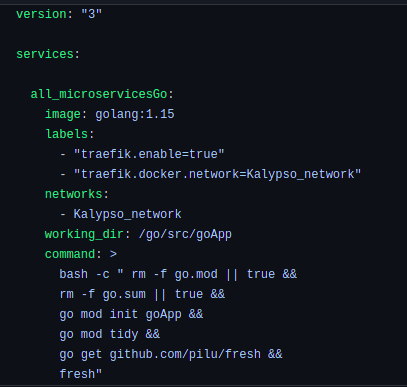 version: "3"
services:
all_microservicesGo:
image: golang:1.15
labels:
- "traefik.enable=true"
- "traefik.docker.network=Kalypso_network"
networks:
- Kalypso_network
working_dir: /go/src/goApp
command: >
bash -c " rm -f go.mod || true &&
rm -f go.sum || true &&
go mod init goApp &&
go mod tidy &&
go get github.com/pilu/fresh &&
fresh"